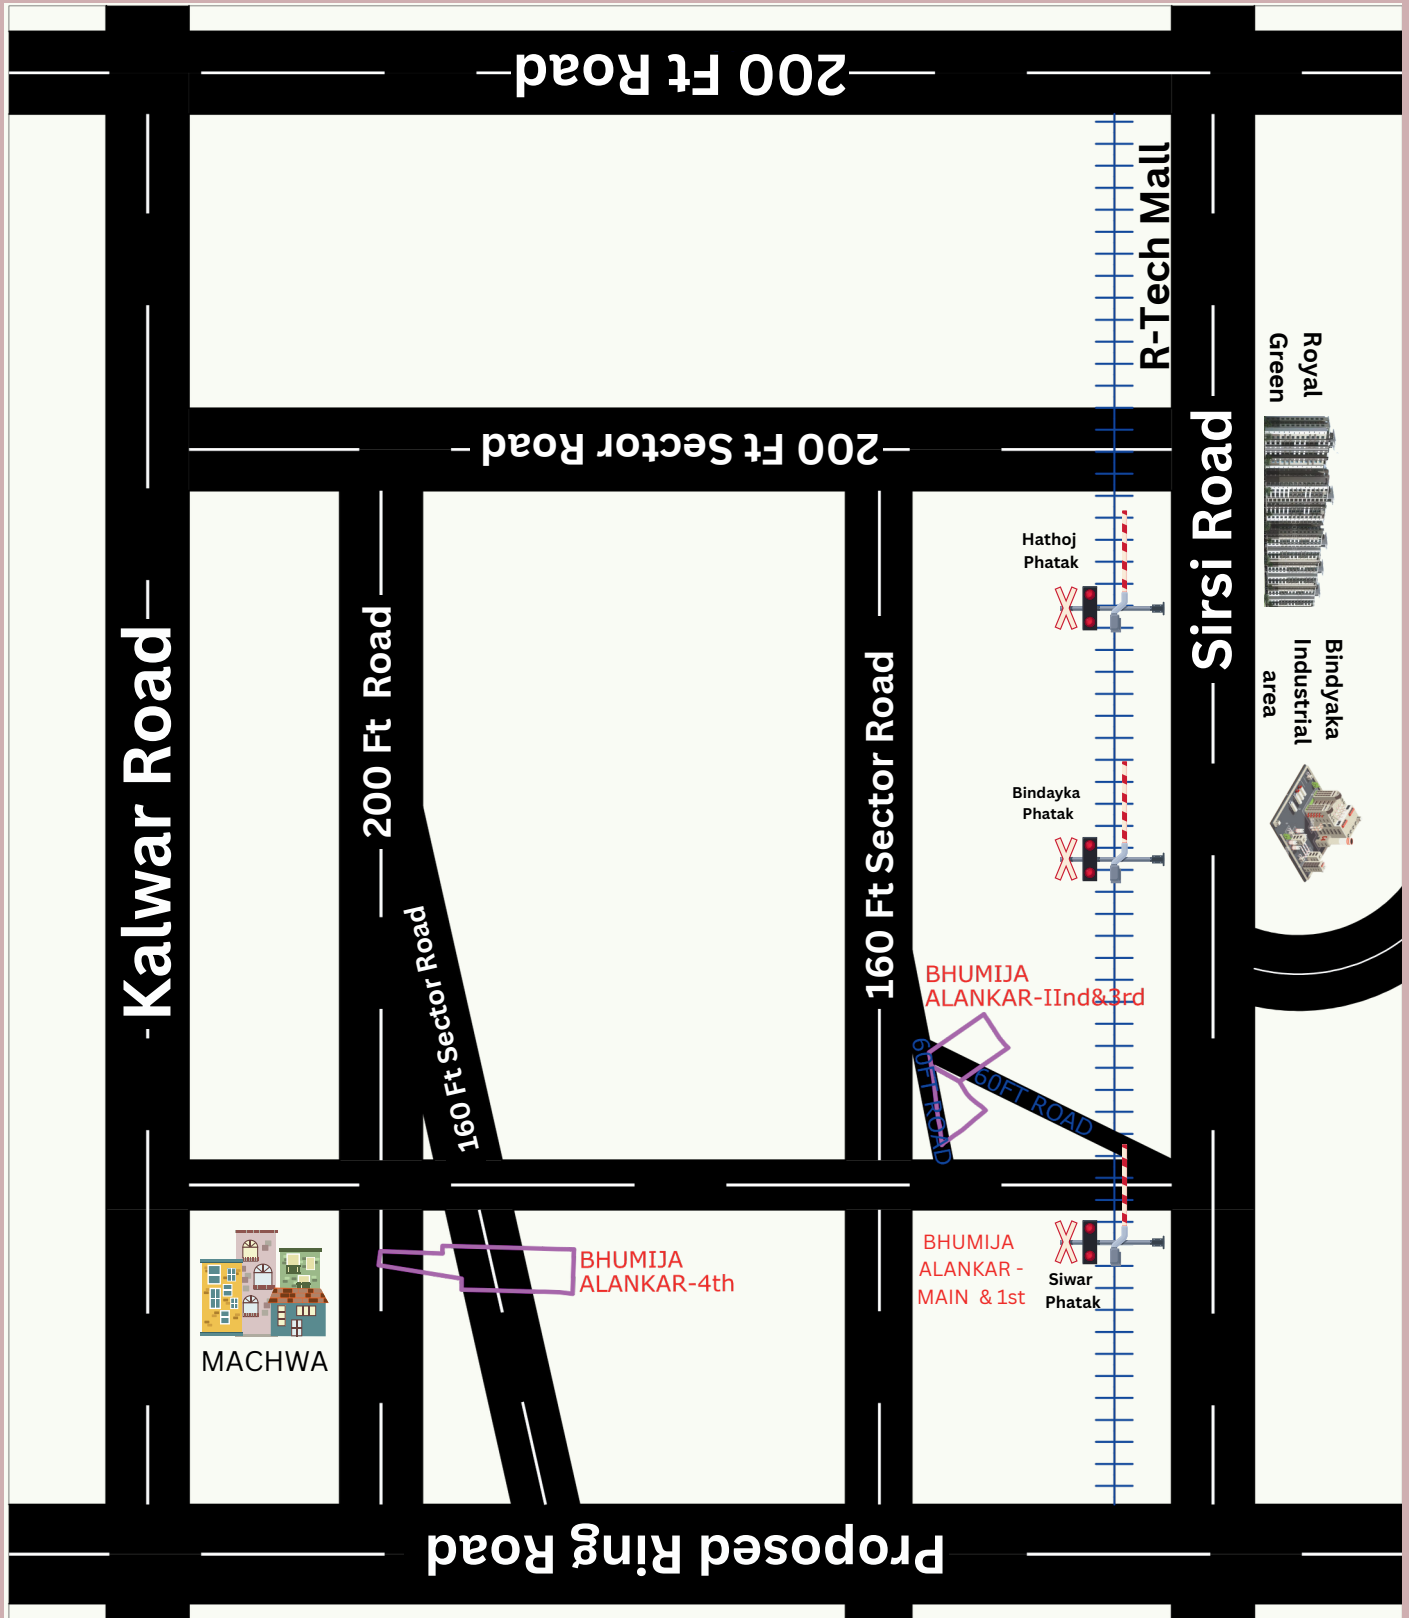 200 Ft Road
R-Tech Mall
Royal
Green
200 Ft Sector Road
Sirsi Road
Hathoj
Phatak
Kalwar Road
200 Ft Road
160 Ft Sector Road
Bindyaka
Industrial
area
Bindayka
Phatak
160 Ft Sector Road
BHUMIJA
ALANKAR-IInd&3rd
60FT ROAD
60FT ROAD
BHUMIJA
ALANKAR -
MAIN & 1st
Siwar
Phatak
BHUMIJA
ALANKAR-4th
MACHWA
Proposed Ring Road